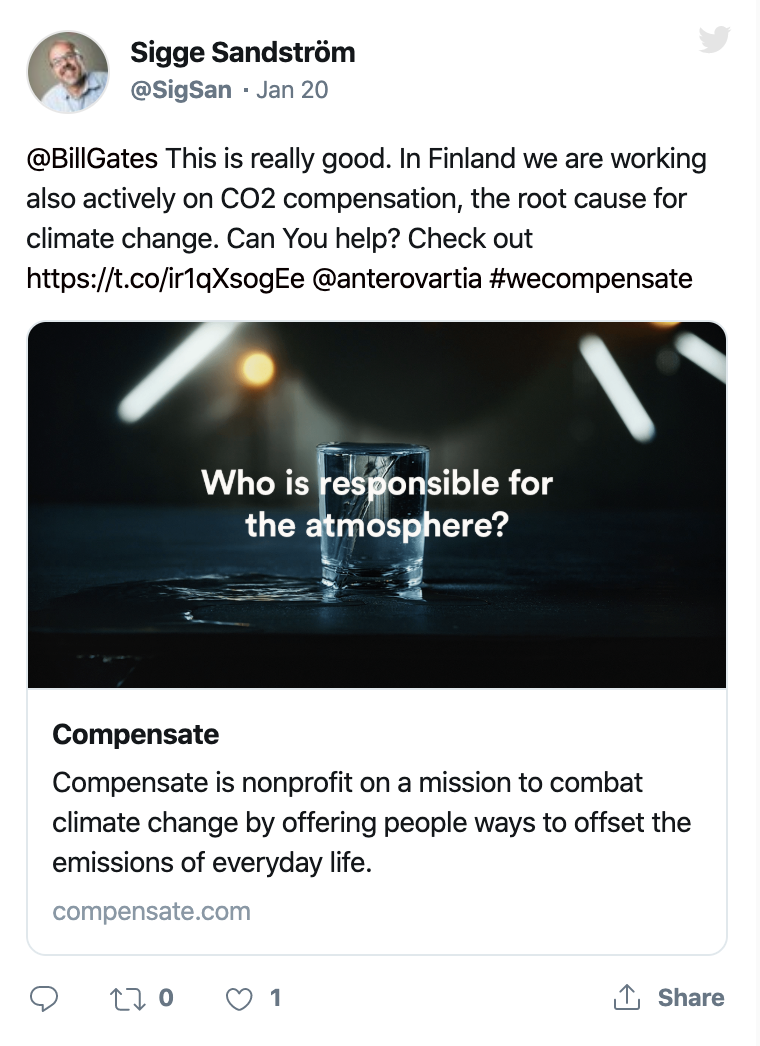 Sigge Sandström
@SigSan · Jan 20
@BillGates This is really good. In Finland we are working
also actively on CO2 compensation, the root cause for
climate change. Can You help? Check out
https://t.co/ir1qXsogEe @anterovartia #wecompensate
Who is responsible for
the atmosphere?
Compensate
Compensate is nonprofit on a mission to combat
climate change by offering people ways to offset the
emissions of everyday life.
compensate.com
0 1 Share